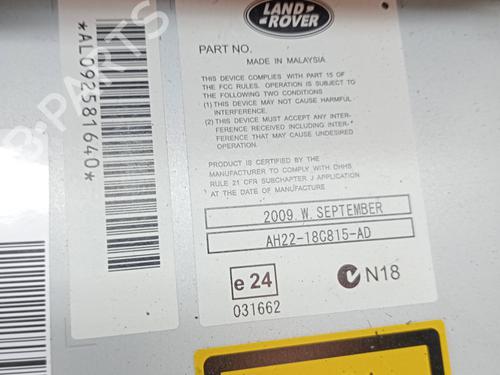 LAND
ROVER
PART NO.
MADE IN MALAYSIA
THIS DEVICE COMPLIES WITH PART 15 OF
THE FCC RULES. OPERATION IS SUBJECT TO
THE FOLLOWING TWO CONDITIONS
(1) THIS DEVICE MAY NOT CAUSE HARMFUL
INTERFERENCE.
(2) THIS DEVICE MUST ACCEPT ANY INTER-
FERENCE RECEIVED INCLUDING INTER-
FERENCE THAT MAY CAUSE UNDESIRED
OPERATION.
PRODUCT IS CERTIFIED BY THE
MANUFACTURER TO COMPLY WITH DHHS
RULE 21 CFR SUBCHAPTER J APPLICATION
AT THE DATE OF MANUFACTURE
2009. W. SEPTEMBER
AH22-18C815-AD
e 24
031662
N18
*AL092581640*
PARTS